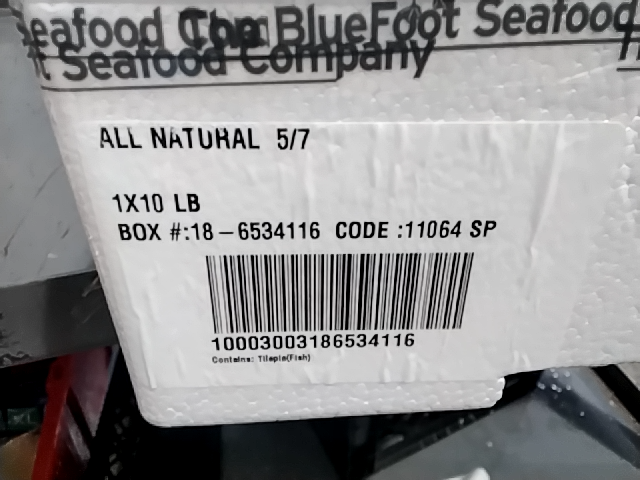 Seafood Com The BlueFoot Seafood
t Seafood Company
ALL NATURAL 5/7
1X10 LB
BOX #:18-6534116 CODE :11064 SP
10003003186534116
Contains: Tilapia(Fish)